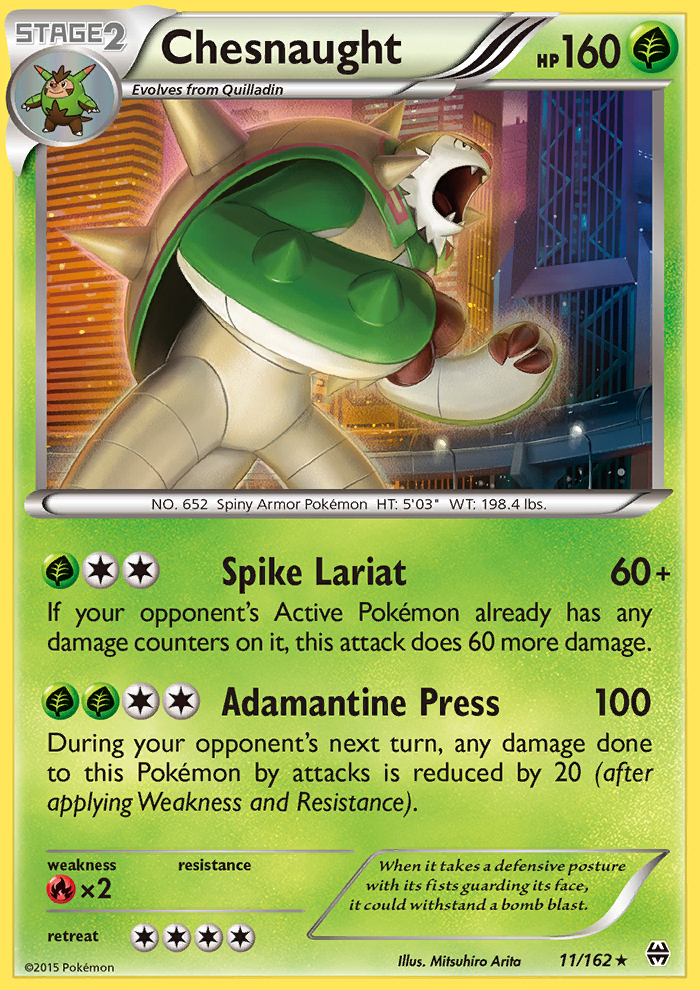 STAGE2
Chesnaught
HP160
Evolves from Quilladin
NO. 652 Spiny Armor Pokémon HT: 5'03" WT: 198.4 lbs.
Spike Lariat 60+
If your opponent's Active Pokémon already has any
damage counters on it, this attack does 60 more damage.
Adamantine Press 100
During your opponent's next turn, any damage done
to this Pokémon by attacks is reduced by 20 (after
applying Weakness and Resistance).
weakness resistance
×2
retreat
When it takes a defensive posture
with its fists guarding its face,
it could withstand a bomb blast.
©2015 Pokémon
Illus. Mitsuhiro Arita
11/162 ★